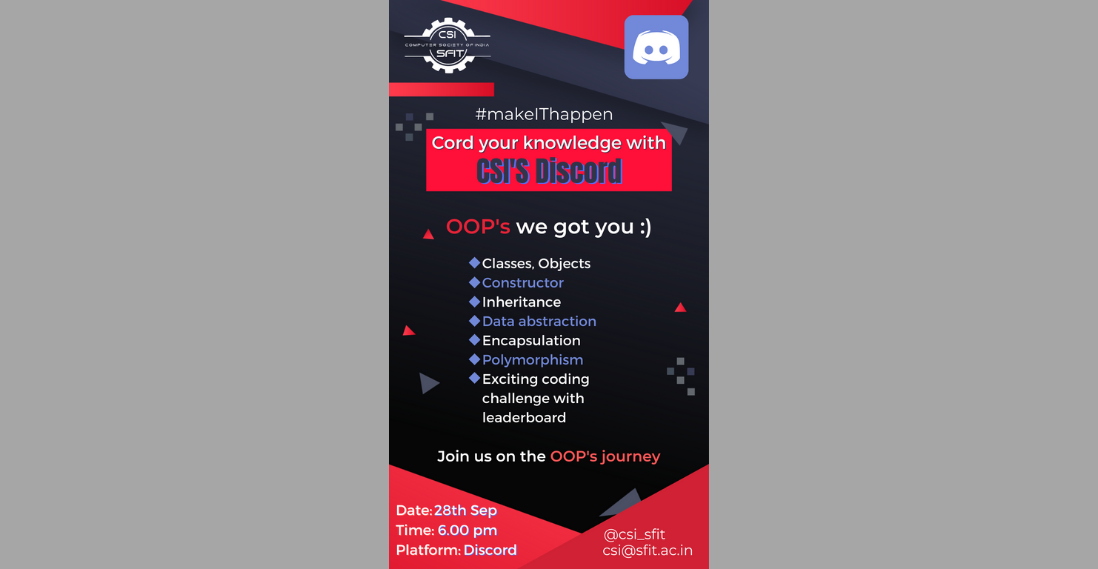 CSI
COMPUTER SOCIETY OF INDIA
SFIT
#makeIThappen
Cord your knowledge with
CSI'S Discord
OOP's we got you :)
Classes, Objects
Constructor
Inheritance
Data abstraction
Encapsulation
Polymorphism
Exciting coding
challenge with
leaderboard
Join us on the OOP's journey
Date: 28th Sep
Time: 6.00 pm
Platform: Discord
@csi_sfit
csi@sfit.ac.in